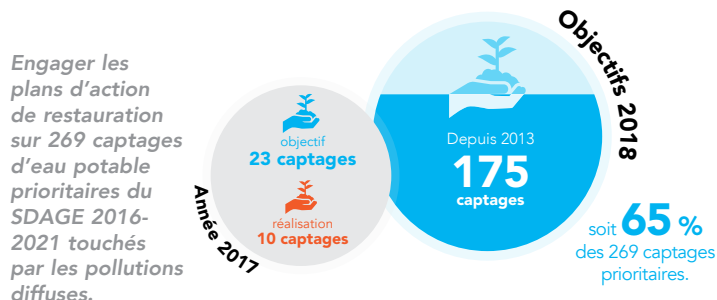 Engager les
plans d'action
de restauration
sur 269 captages
d'eau potable
prioritaires du
SDAGE 2016-
2021 touchés
par les pollutions
diffuses.
Année 2017
objectif
23 captages
réalisation
10 captages
Objectifs 2018
Depuis 2013
175
captages
soit 65 %
des 269 captages
prioritaires.